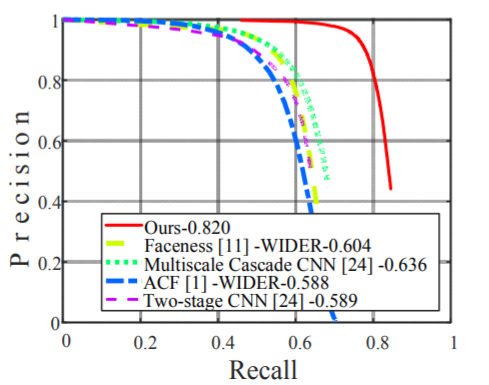 1
0.8
0.6
0.4
0.2
0
Precision
Ours-0.820
Faceness [11] -WIDER-0.604
Multiscale Cascade CNN [24] -0.636
ACF [1] -WIDER-0.588
Two-stage CNN [24] -0.589
0 0.2 0.4 0.6 0.8 1
Recall